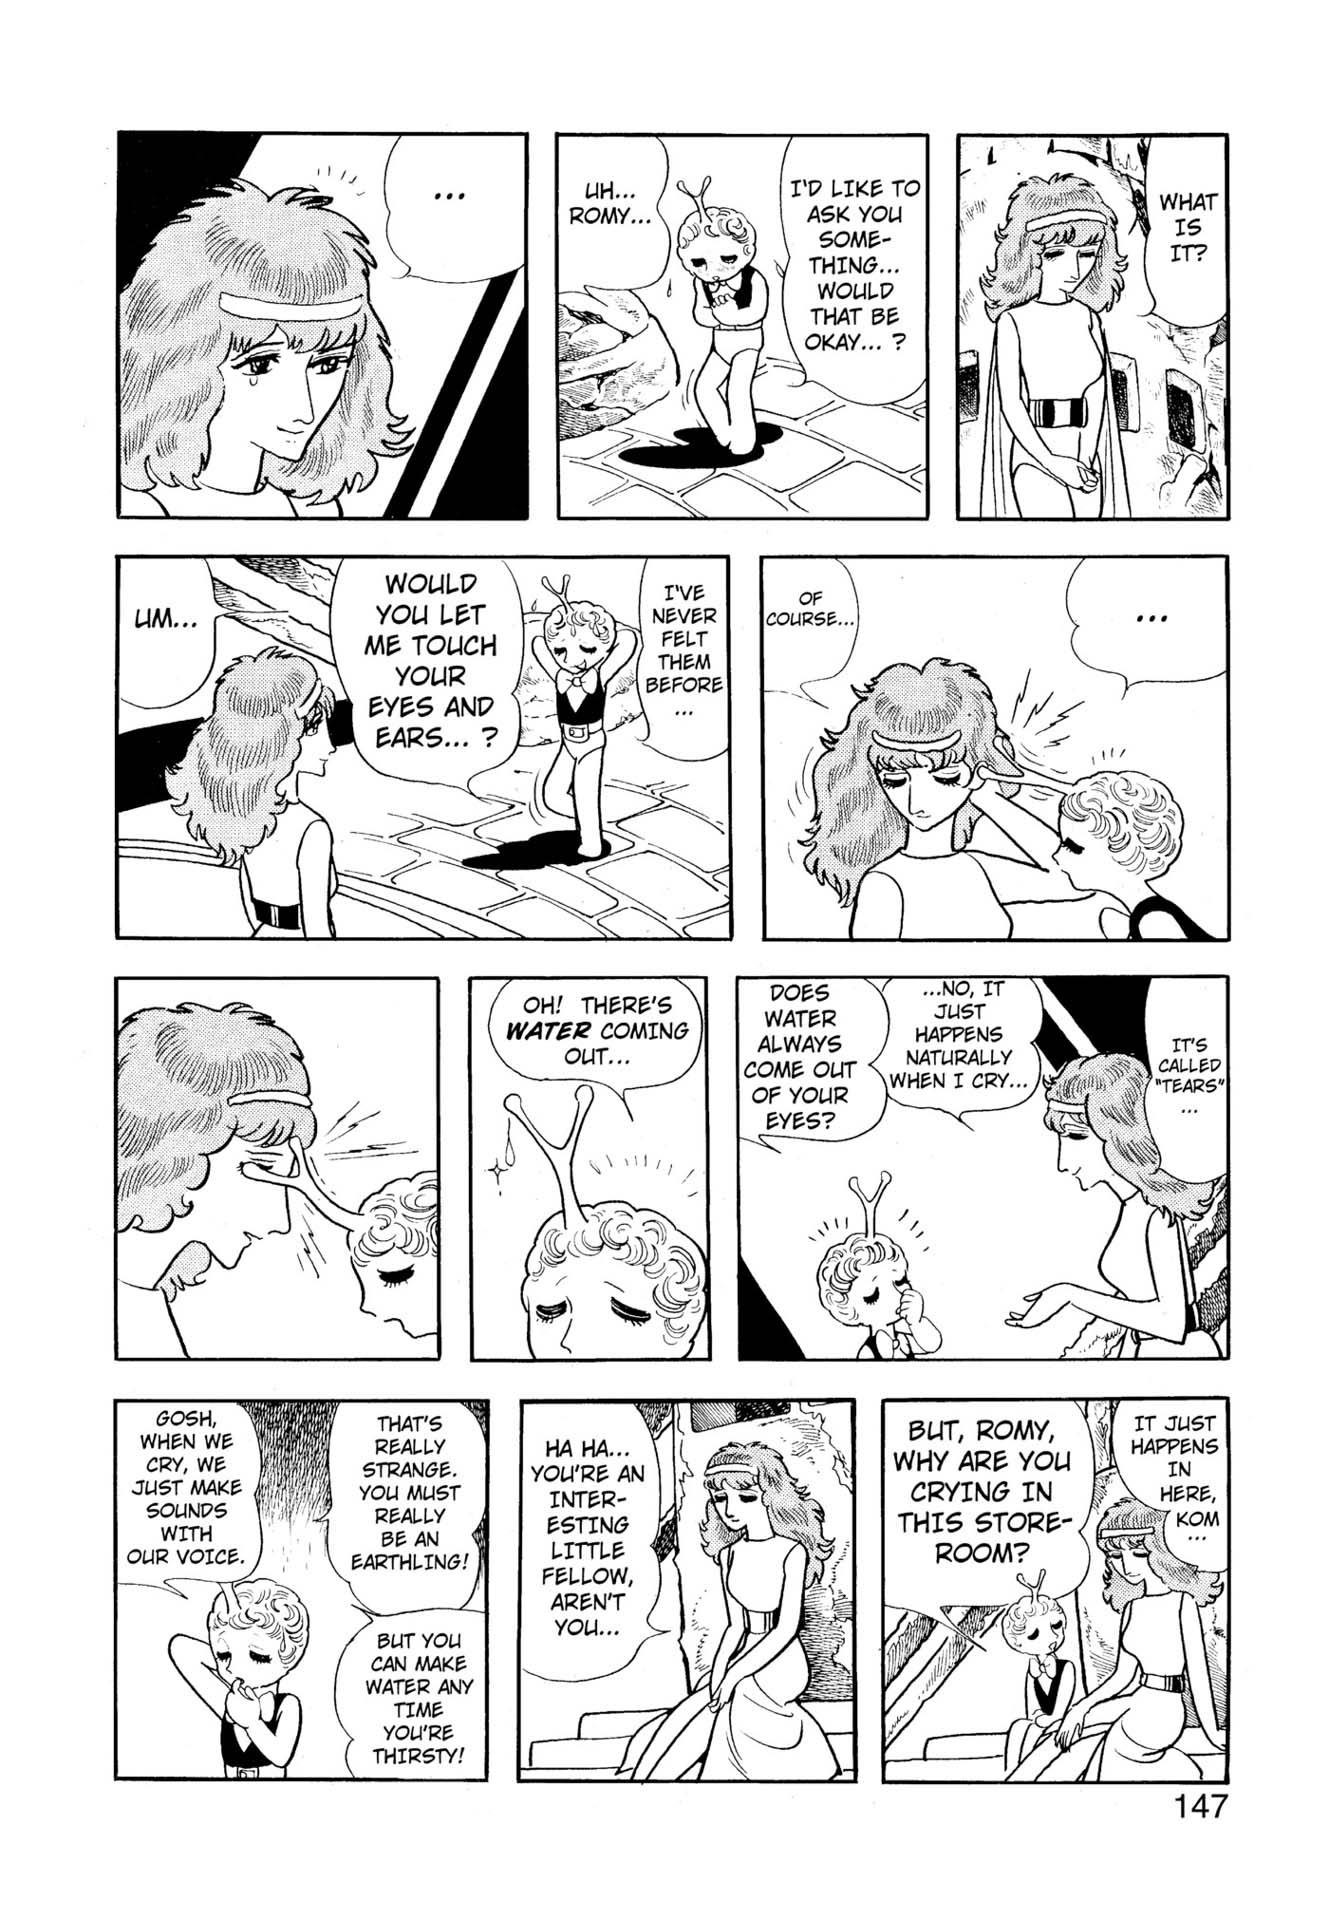 ...
UH...
ROMY...
I'D LIKE TO
ASK YOU
SOME-
THING...
WOULD
THAT BE
OKAY... ?
WHAT
IS
IT?
UM...
WOULD
YOU LET
ME TOUCH
YOUR
EYES AND
EARS... ?
I'VE
NEVER
FELT
THEM
BEFORE
...
OF
COURSE...
...
OH! THERE'S
WATER COMING
OUT...
DOES
WATER
ALWAYS
COME OUT
OF YOUR
EYES?
...NO, IT
JUST
HAPPENS
NATURALLY
WHEN I CRY...
IT'S
CALLED
"TEARS"
...
GOSH,
WHEN WE
CRY, WE
JUST MAKE
SOUNDS
WITH
OUR VOICE.
THAT'S
REALLY
STRANGE.
YOU MUST
REALLY
BE AN
EARTHLING!
BUT YOU
CAN MAKE
WATER ANY
TIME
YOU'RE
THIRSTY!
HA HA...
YOU'RE AN
INTER-
ESTING
LITTLE
FELLOW,
AREN'T
YOU...
BUT, ROMY,
WHY ARE YOU
CRYING IN
THIS STORE-
ROOM?
IT JUST
HAPPENS
IN
HERE,
KOM
...
147